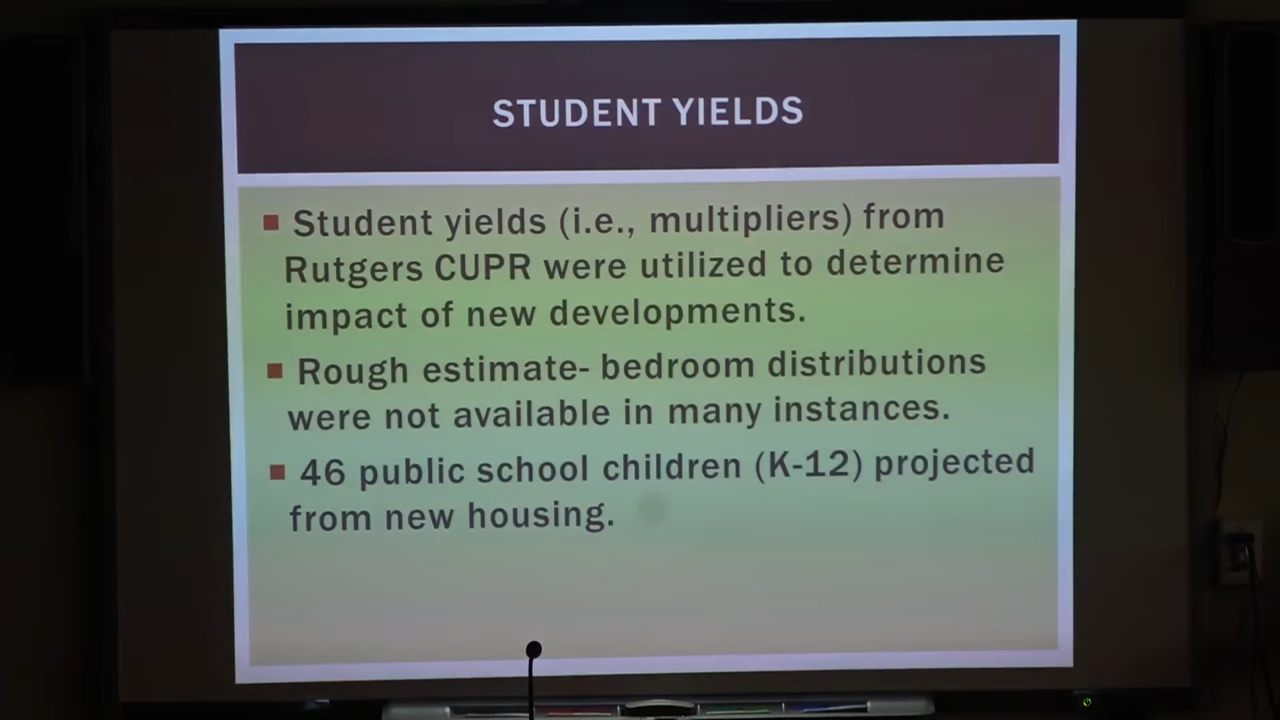 STUDENT YIELDS
Student yields (i.e., multipliers) from
Rutgers CUPR were utilized to determine
impact of new developments.
Rough estimate- bedroom distributions
were not available in many instances.
46 public school children (K-12) projected
from new housing.